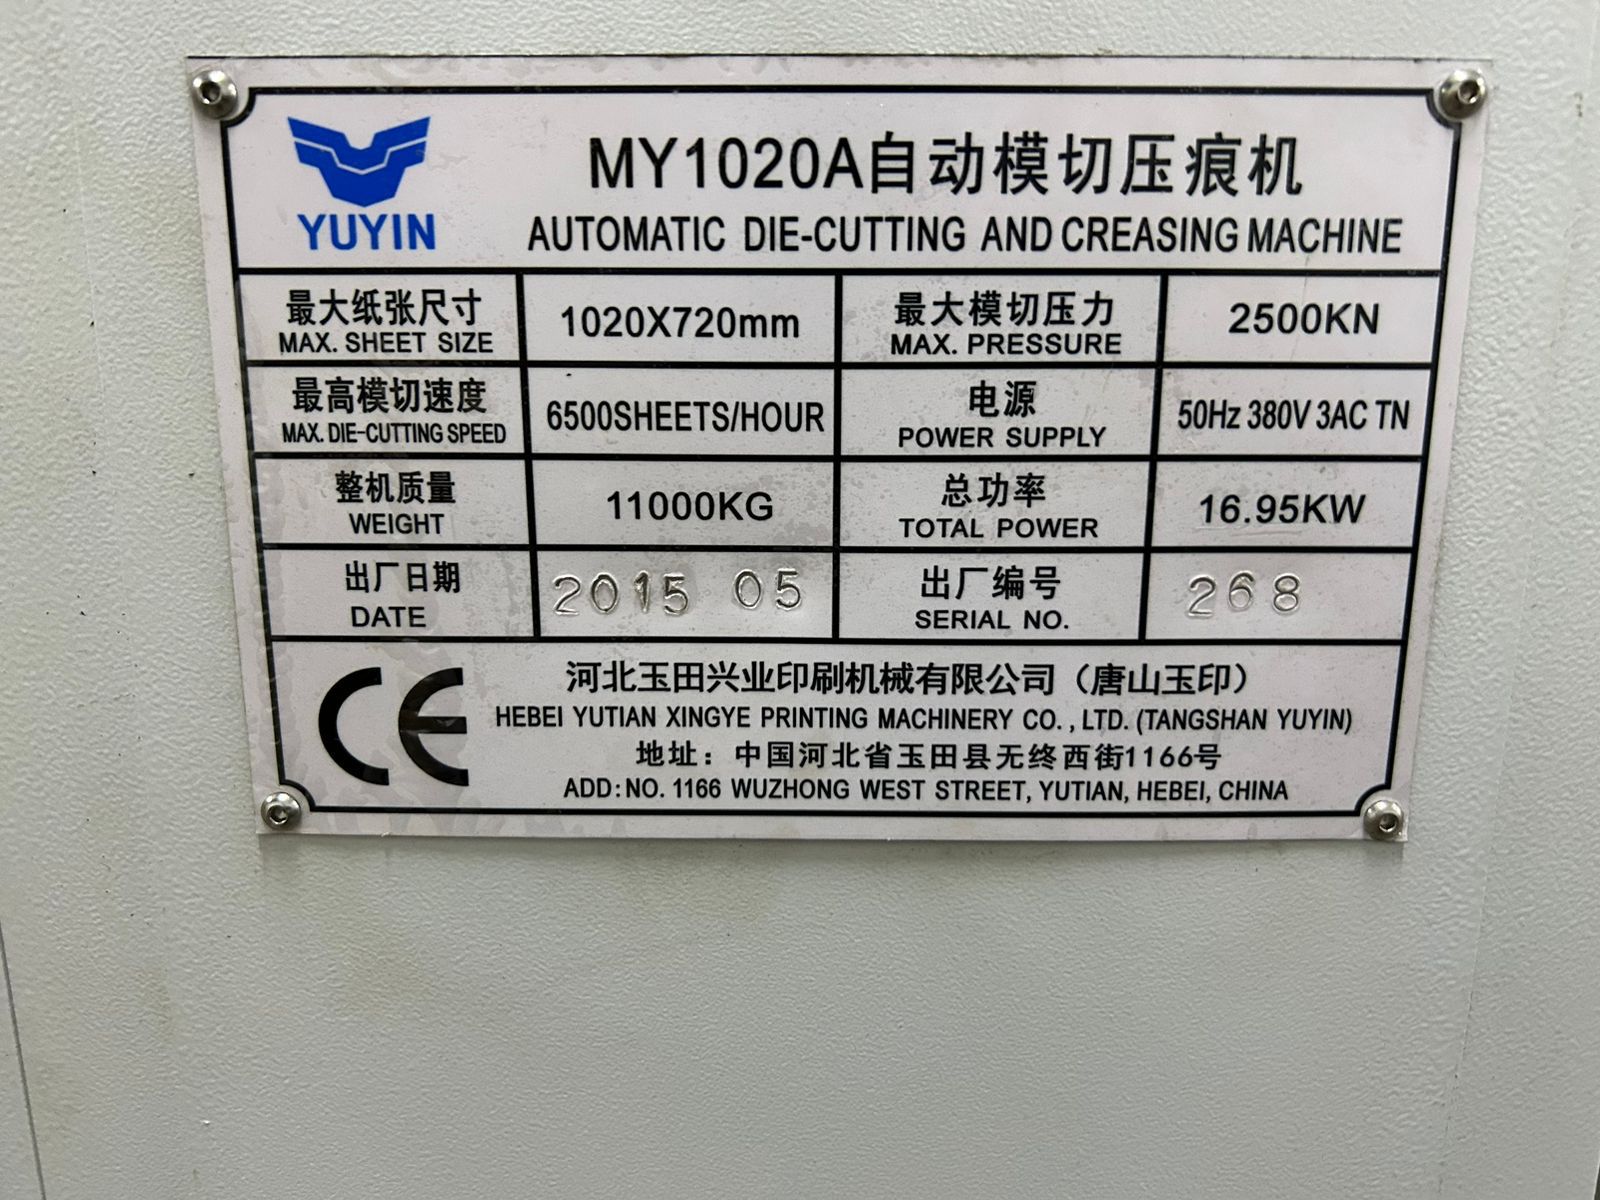 YUYIN
MY1020A自动模切压痕机
AUTOMATIC DIE-CUTTING AND CREASING MACHINE
最大纸张尺寸
MAX. SHEET SIZE
1020X720mm
最大模切压力
MAX. PRESSURE
2500KN
最高模切速度
MAX. DIE-CUTTING SPEED
6500SHEETS/HOUR
电源
POWER SUPPLY
50Hz 380V 3AC TN
整机质量
WEIGHT
11000KG
总功率
TOTAL POWER
16.95KW
出厂日期
DATE
2015 05
出厂编号
SERIAL NO.
268
CE
河北玉田兴业印刷机械有限公司（唐山玉印）
HEBEI YUTIAN XINGYE PRINTING MACHINERY CO., LTD. (TANGSHAN YUYIN)
地址：中国河北省玉田县无终西街1166号
ADD: NO. 1166 WUZHONG WEST STREET, YUTIAN, HEBEI, CHINA